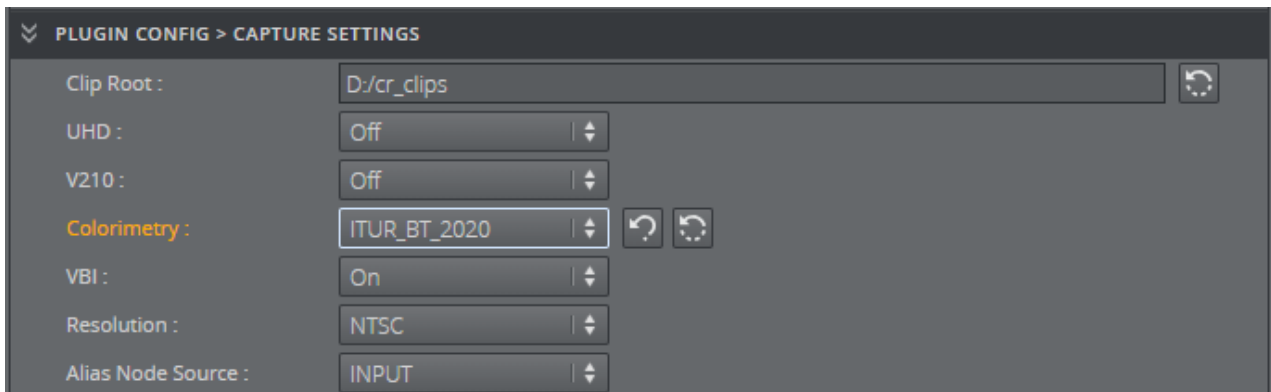 PLUGIN CONFIG > CAPTURE SETTINGS
Clip Root : D:/cr_clips
UHD : Off
V210 : Off
Colorimetry : ITUR_BT_2020
VBI : On
Resolution : NTSC
Alias Node Source : INPUT